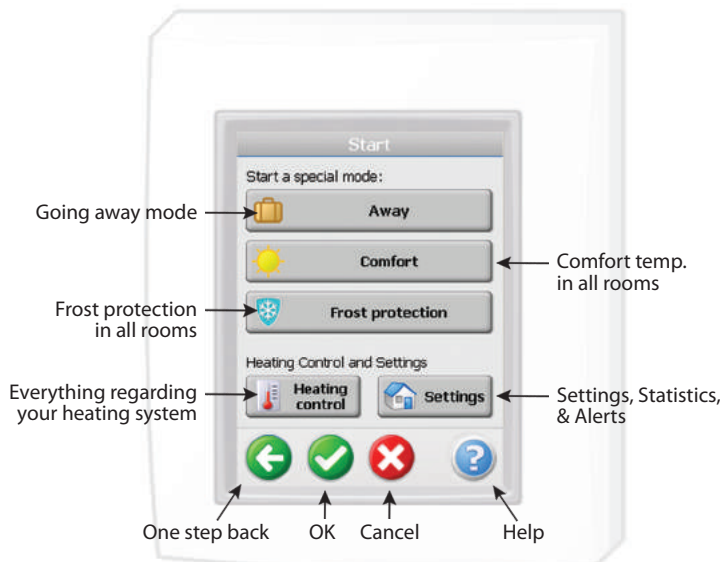 Start
Start a special mode:
Going away mode
Away
Comfort
Comfort temp.
in all rooms
Frost protection
in all rooms
Frost protection
Heating Control and Settings
Everything regarding
your heating system
Heating
control
Settings
Settings, Statistics,
& Alerts
?
One step back
OK
Cancel
Help